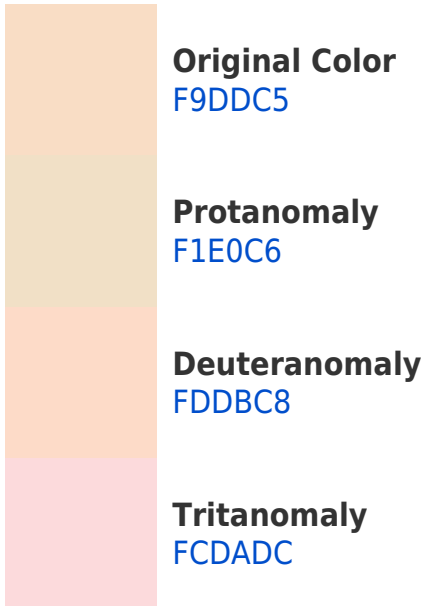 Original Color
F9DDC5
Protanomaly
F1E0C6
Deuteranomaly
FDDBC8
Tritanomaly
FCDADC